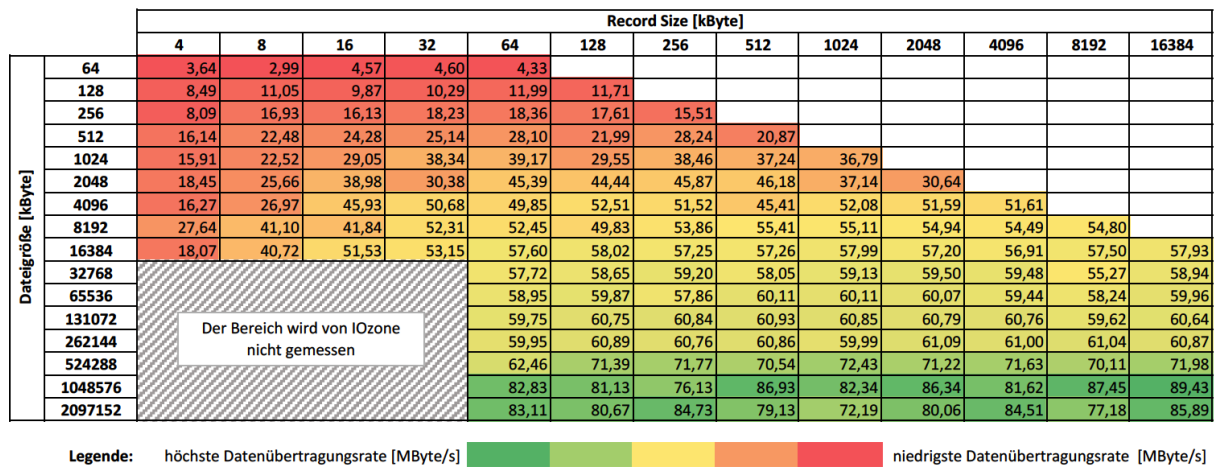 Record Size [kByte]
4 8 16 32 64 128 256 512 1024 2048 4096 8192 16384
Dateigröße [kByte]
64 3,64 2,99 4,57 4,60 4,33
128 8,49 11,05 9,87 10,29 11,99 11,71
256 8,09 16,93 16,13 18,23 18,36 17,61 15,51
512 16,14 22,48 24,28 25,14 28,10 21,99 28,24 20,87
1024 15,91 22,52 29,05 38,34 39,17 29,55 38,46 37,24 36,79
2048 18,45 25,66 38,98 30,38 45,39 44,44 45,87 46,18 37,14 30,64
4096 16,27 26,97 45,93 50,68 49,85 52,51 51,52 45,41 52,08 51,59 51,61
8192 27,64 41,10 41,84 52,31 52,45 49,83 53,86 55,41 55,11 54,94 54,49 54,80
16384 18,07 40,72 51,53 53,15 57,60 58,02 57,25 57,26 57,99 57,20 56,91 57,50 57,93
32768 57,72 58,65 59,20 58,05 59,13 59,50 59,48 55,27 58,94
65536 58,95 59,87 57,86 60,11 60,11 60,07 59,44 58,24 59,96
131072 59,75 60,75 60,84 60,93 60,85 60,79 60,76 59,62 60,64
262144 59,95 60,89 60,76 60,86 59,99 61,09 61,00 61,04 60,87
524288 62,46 71,39 71,77 70,54 72,43 71,22 71,63 70,11 71,98
1048576 82,83 81,13 76,13 86,93 82,34 86,34 81,62 87,45 89,43
2097152 83,11 80,67 84,73 79,13 72,19 80,06 84,51 77,18 85,89
Der Bereich wird von IOzone
nicht gemessen
Legende: höchste Datenübertragungsrate [MByte/s] niedrigste Datenübertragungsrate [MByte/s]